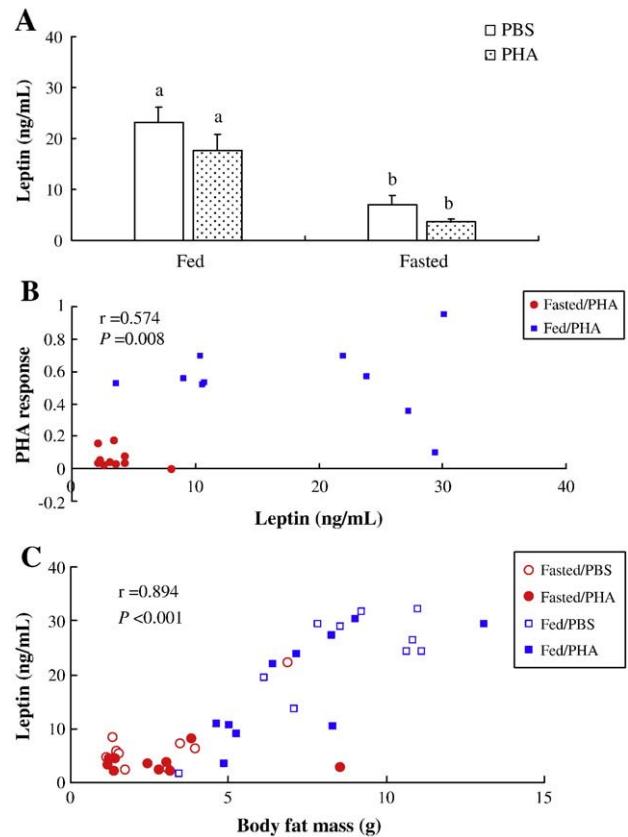 A
PBS
PHA
Leptin (ng/mL)
40
30
20
10
0
a
a
b
b
Fed
Fasted
B
r =0.574
P =0.008
Fasted/PHA
Fed/PHA
PHA response
1
0.8
0.6
0.4
0.2
0
-0.2
0
10
20
30
40
Leptin (ng/mL)
C
r =0.894
P <0.001
Fasted/PBS
Fasted/PHA
Fed/PBS
Fed/PHA
Leptin (ng/mL)
40
30
20
10
0
0
5
10
15
Body fat mass (g)